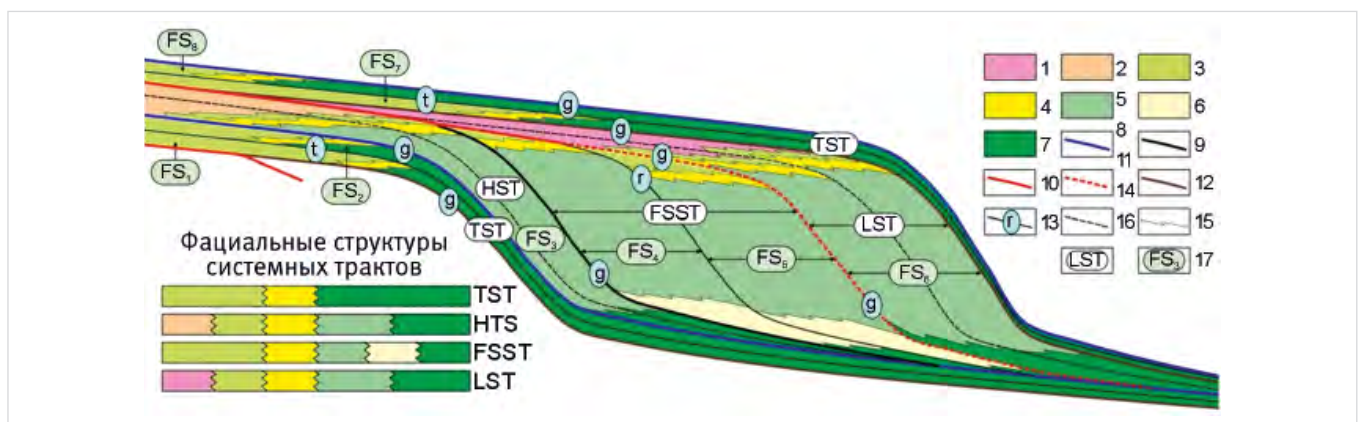 FS₈
FS₇
t
g
g
g
TST
FS₁
t
FS₂
g
g
r
HST
TST
FS₃
FSST
LST
FS₄
FS₅
FS₆
g
g
Фациальные структуры
системных трактов
TST
HTS
FSST
LST
1 2 3
4 5 6
7 8 9
11
10 14 12
13 16 15
LST FS₃ 17